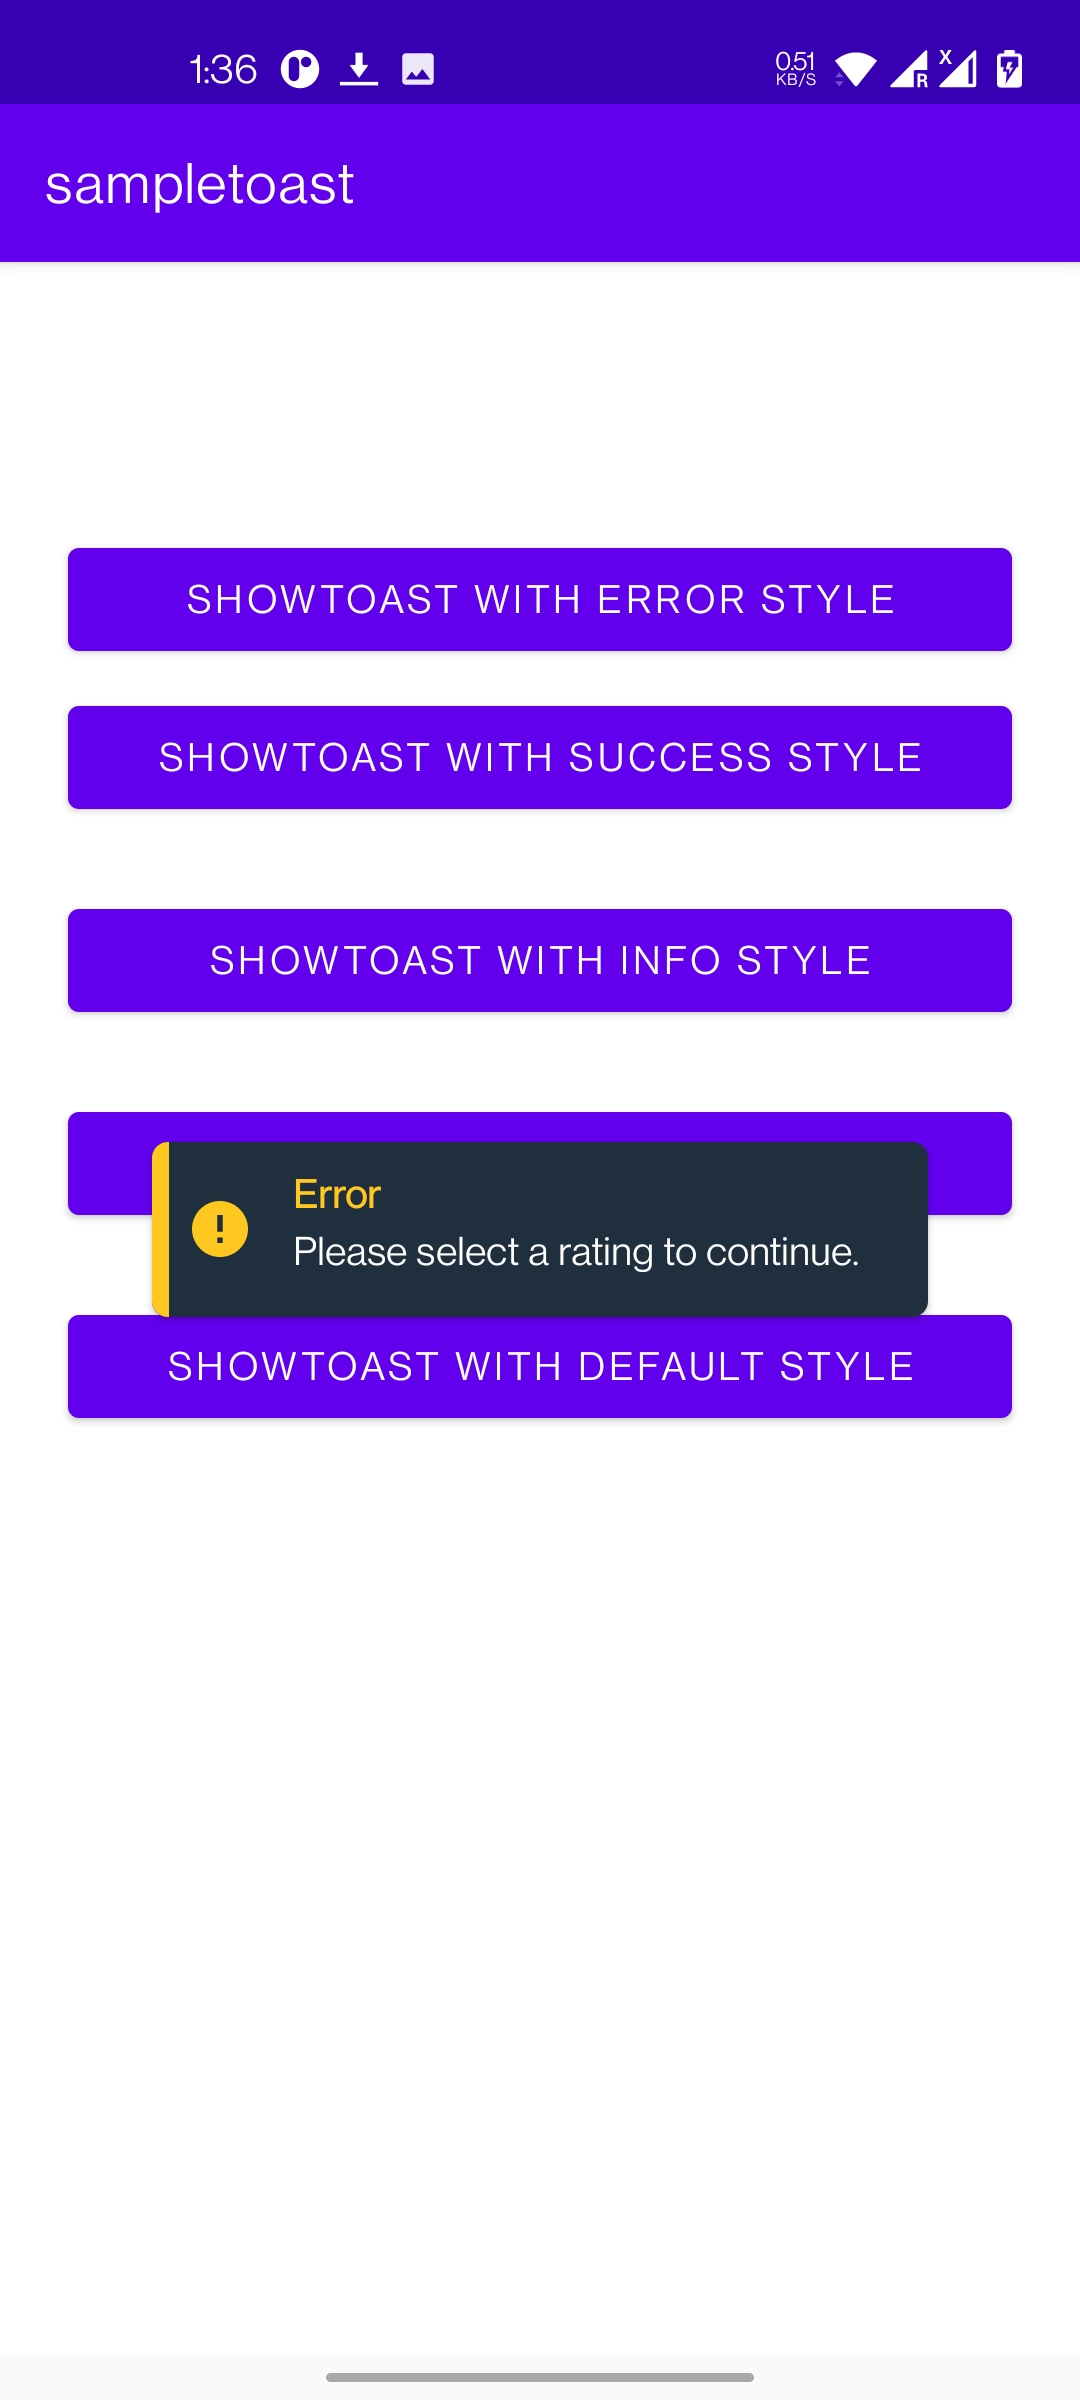 1:36
0.51
KB/S
R
X
sampletoast
SHOWTOAST WITH ERROR STYLE
SHOWTOAST WITH SUCCESS STYLE
SHOWTOAST WITH INFO STYLE
Error
Please select a rating to continue.
SHOWTOAST WITH DEFAULT STYLE